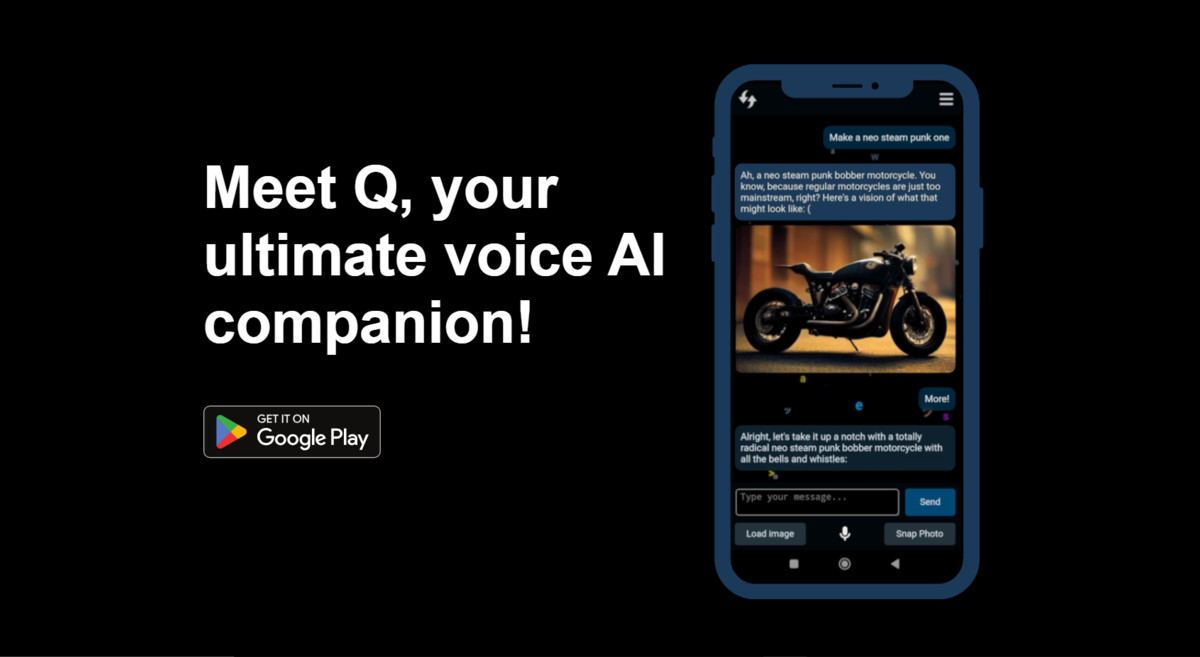 Meet Q, your
ultimate voice AI
companion!
GET IT ON
Google Play
Make a neo steam punk one
a
w
Ah, a neo steam punk bobber motorcycle. You
know, because regular motorcycles are just too
mainstream, right? Here's a vision of what that
might look like: (
a
More!
e
s
Alright, let's take it up a notch with a totally
radical neo steam punk bobber motorcycle with
all the bells and whistles:
Type your message...
Send
Load image
Snap Photo